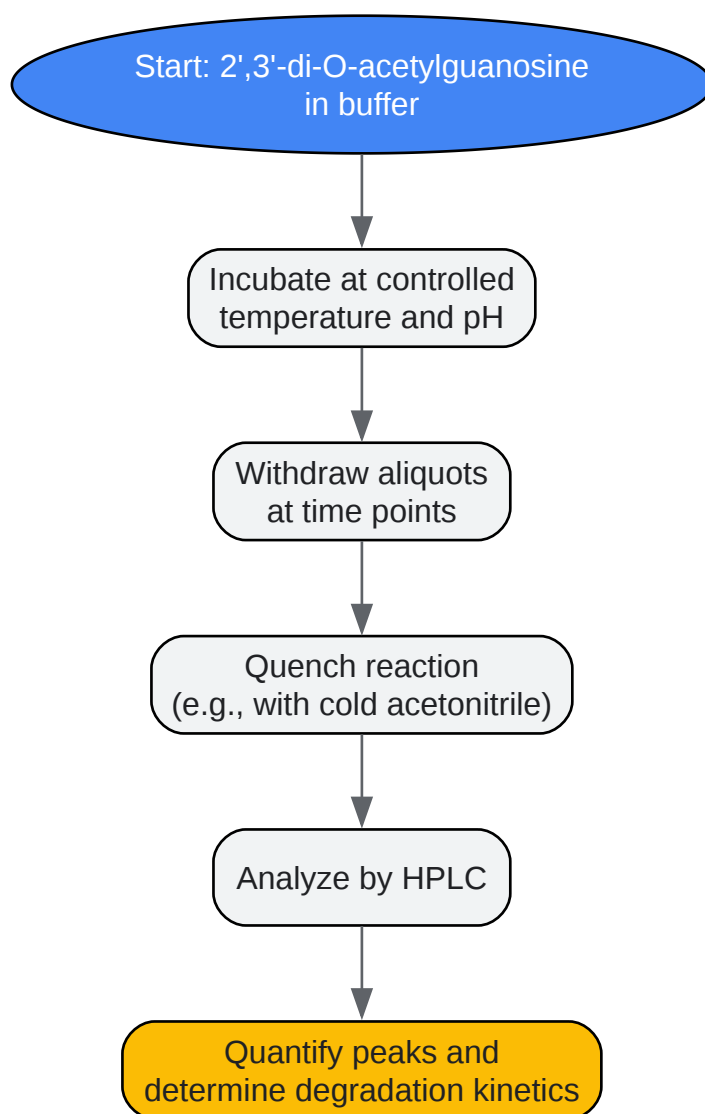 Start: 2',3'-di-O-acetylguanosine
in buffer
Incubate at controlled
temperature and pH
Withdraw aliquots
at time points
Quench reaction
(e.g., with cold acetonitrile)
Analyze by HPLC
Quantify peaks and
determine degradation kinetics